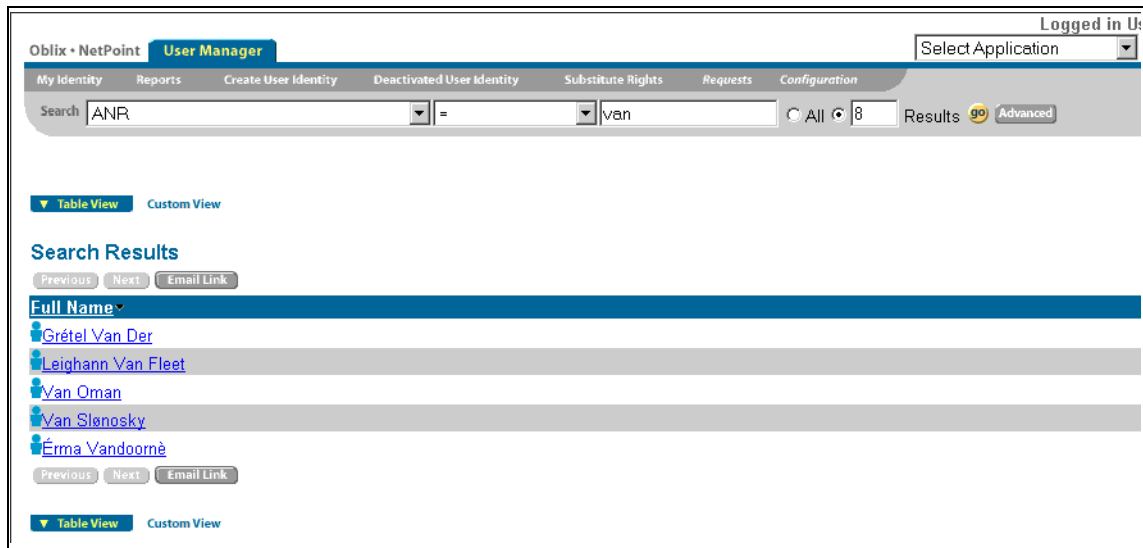 Logged in Us
Oblix • NetPoint User Manager Select Application
My Identity Reports Create User Identity Deactivated User Identity Substitute Rights Requests Configuration
Search ANR = van All 8 Results go Advanced
Table View Custom View
Search Results
Previous Next Email Link
Full Name
Grétel Van Der
Leighann Van Fleet
Van Oman
Van Slønosky
Érma Vandoornè
Previous Next Email Link
Table View Custom View